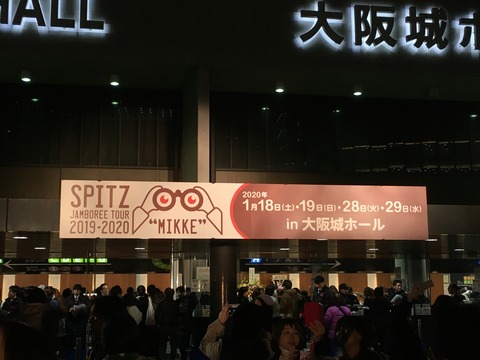 HALL
大阪城ホ
SPITZ
JAMBOREE TOUR
2019-2020
"MIKKE"
2020年
1月18日(土)・19日(日)・28日(火)・29日(水)
in 大阪城ホール
HALL